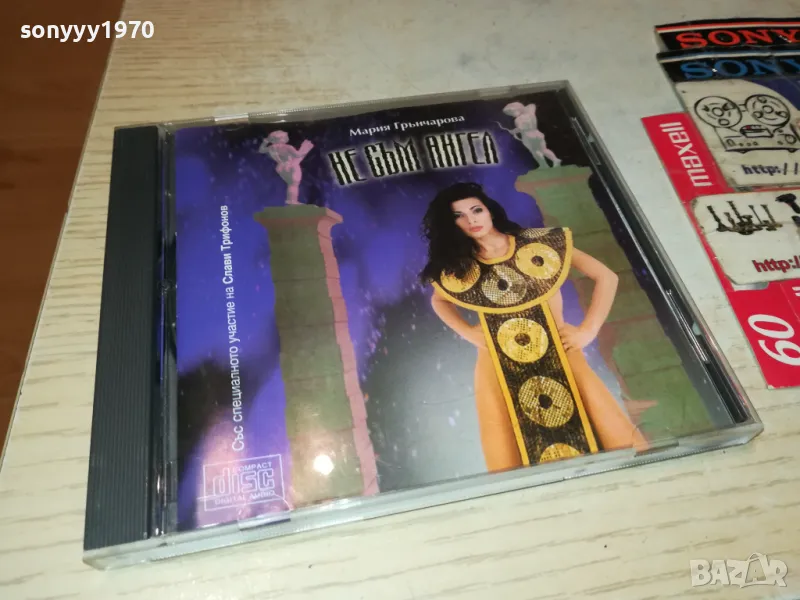 sonyyy1970
SONY
SONY
maxell
http://
http:/
60
Мария Грънчарова
НЕ СЪМ АНГЕЛ
Със специалното участие на Слави Трифонов
COMPACT
disc
DIGITAL AUDIO
BAZAR